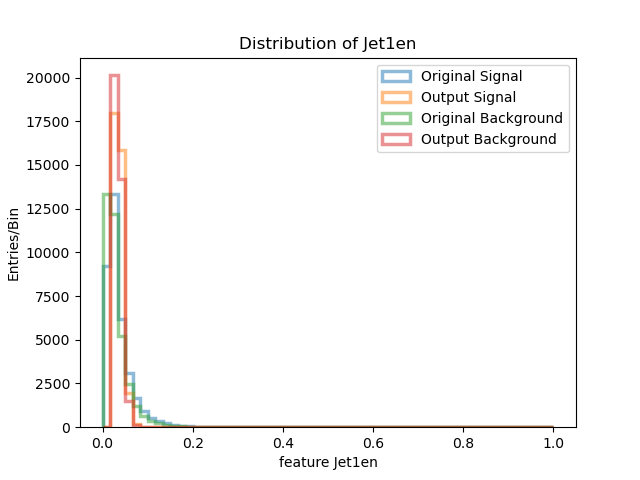 Distribution of Jet1en
Original Signal
Output Signal
Original Background
Output Background
Entries/Bin
20000
17500
15000
12500
10000
7500
5000
2500
0
0.0 0.2 0.4 0.6 0.8 1.0
feature Jet1en